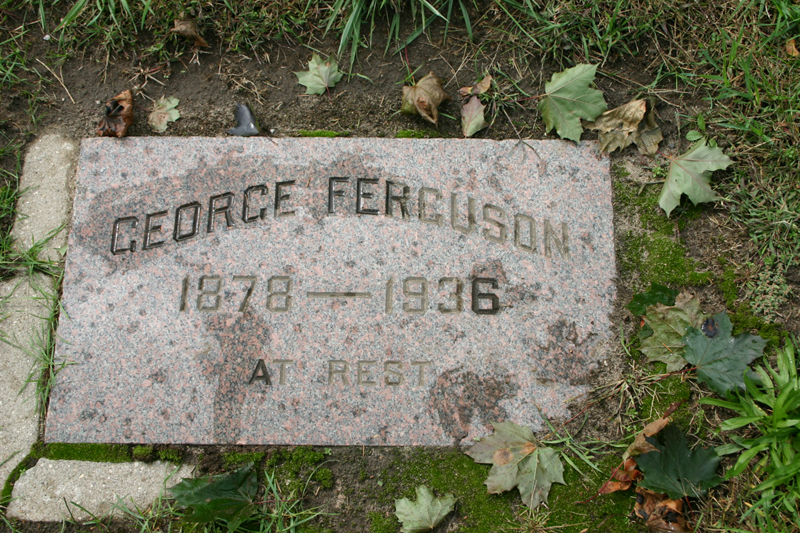 GEORGE FERGUSON
1878 — 1936
AT REST